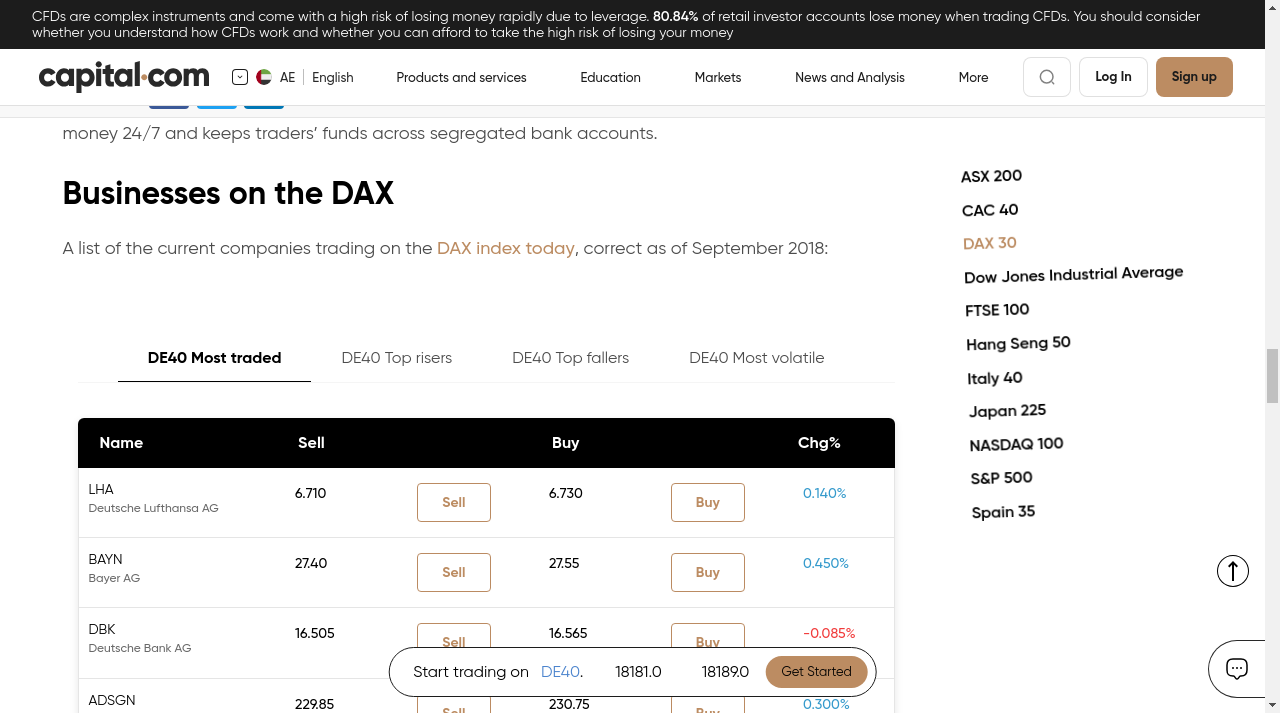 CFDs are complex instruments and come with a high risk of losing money rapidly due to leverage. 80.84% of retail investor accounts lose money when trading CFDs. You should consider
whether you understand how CFDs work and whether you can afford to take the high risk of losing your money
capital.com
AE English Products and services Education Markets News and Analysis More Log In Sign up
money 24/7 and keeps traders’ funds across segregated bank accounts.
Businesses on the DAX
A list of the current companies trading on the DAX index today, correct as of September 2018:
ASX 200
CAC 40
DAX 30
Dow Jones Industrial Average
FTSE 100
Hang Seng 50
Italy 40
Japan 225
NASDAQ 100
S&P 500
Spain 35
DE40 Most traded DE40 Top risers DE40 Top fallers DE40 Most volatile
Name Sell Buy Chg%
LHA
Deutsche Lufthansa AG
6.710 Sell 6.730 Buy 0.140%
BAYN
Bayer AG
27.40 Sell 27.55 Buy 0.450%
DBK
Deutsche Bank AG
16.505 Sell 16.565 Buy -0.085%
ADSGN
229.85 Sell 230.75 Buy 0.300%
Start trading on DE40. 18181.0 18189.0 Get Started